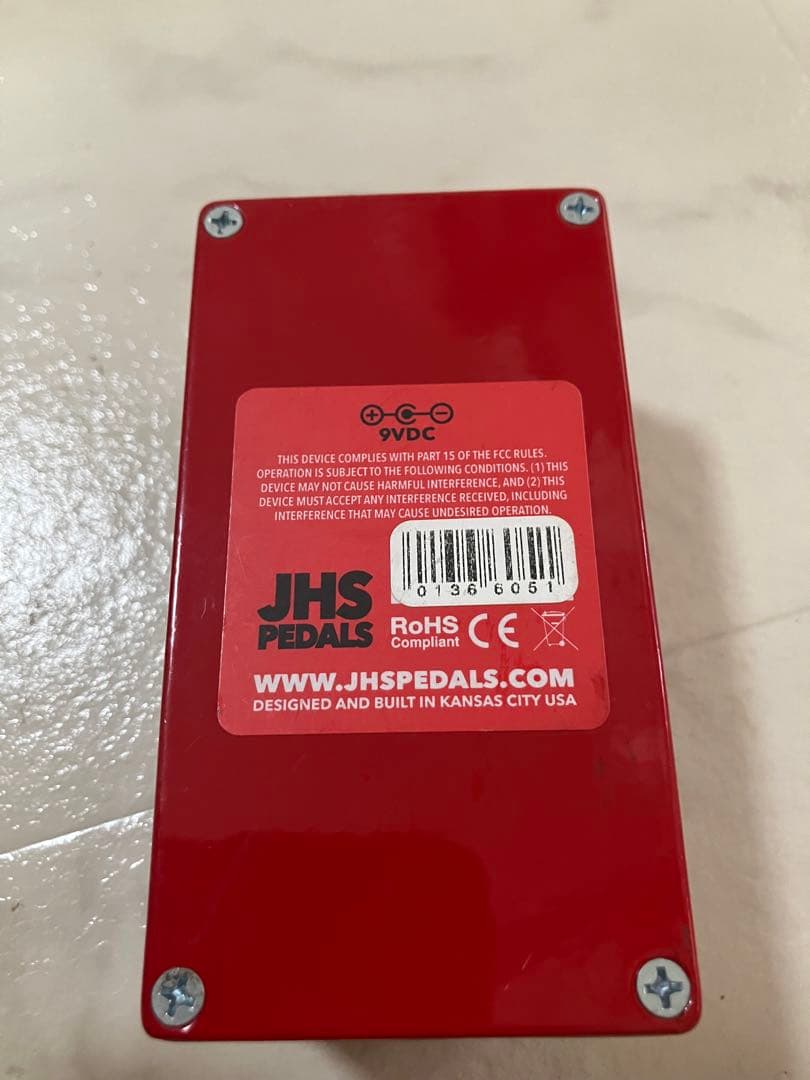 9VDC
THIS DEVICE COMPLIES WITH PART 15 OF THE FCC RULES.
OPERATION IS SUBJECT TO THE FOLLOWING CONDITIONS. (1) THIS
DEVICE MAY NOT CAUSE HARMFUL INTERFERENCE, AND (2) THIS
DEVICE MUST ACCEPT ANY INTERFERENCE RECEIVED, INCLUDING
INTERFERENCE THAT MAY CAUSE UNDESIRED OPERATION.
0136 6051
JHS
PEDALS
RoHS
Compliant
CE
WWW.JHSPEDALS.COM
DESIGNED AND BUILT IN KANSAS CITY USA